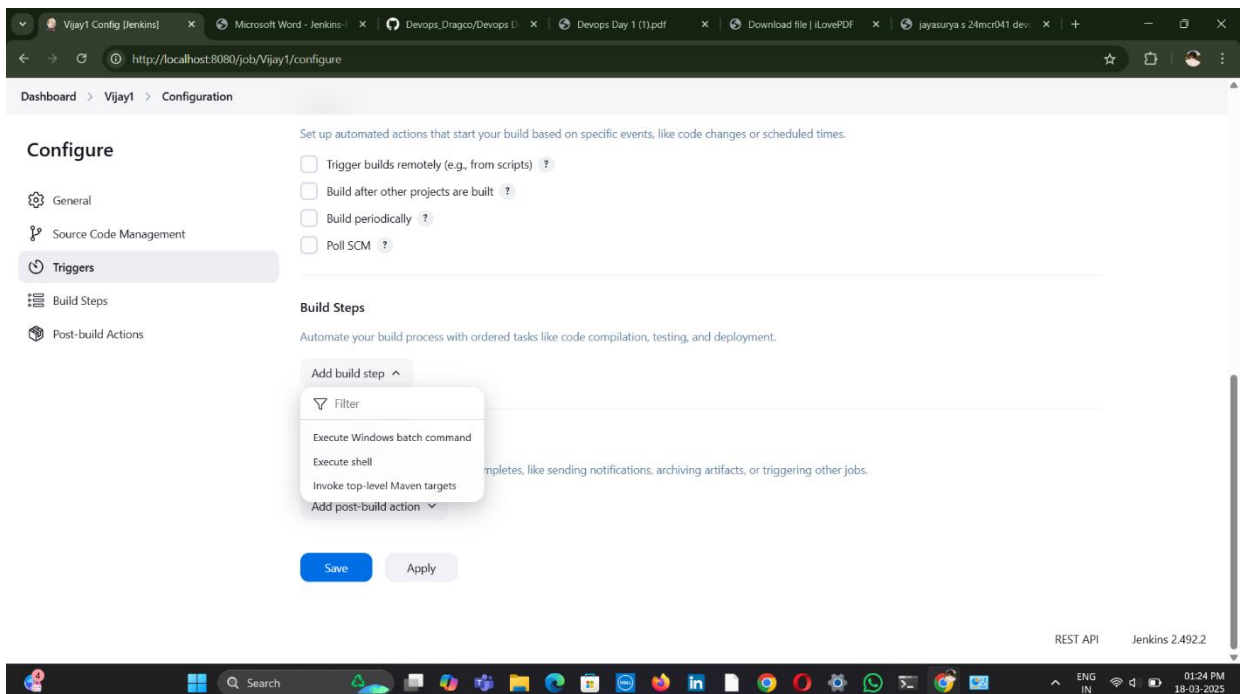 Vijay1 Config [Jenkins]
Microsoft Word - Jenkins-
Devops_Dragco/Devops D
Devops Day 1 (1).pdf
Download file | iLovePDF
jayasurya s 24mcr041 dev
http://localhost:8080/job/Vijay1/configure
Dashboard > Vijay1 > Configuration
Configure
General
Source Code Management
Triggers
Build Steps
Post-build Actions
Set up automated actions that start your build based on specific events, like code changes or scheduled times.
Trigger builds remotely (e.g., from scripts) ?
Build after other projects are built ?
Build periodically ?
Poll SCM ?
Build Steps
Automate your build process with ordered tasks like code compilation, testing, and deployment.
Add build step
Filter
Execute Windows batch command
Execute shell
Invoke top-level Maven targets
mpletes, like sending notifications, archiving artifacts, or triggering other jobs.
Add post-build action
Save
Apply
REST API
Jenkins 2.492.2
4
Search
ENG
IN
01:24 PM
18-03-2025